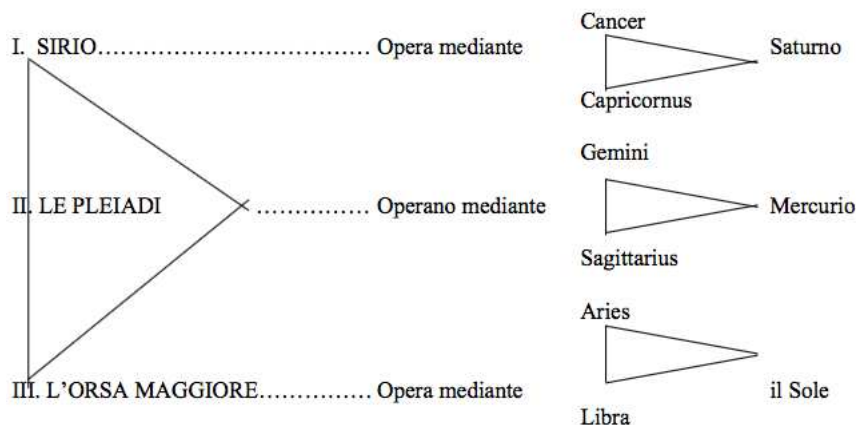 Cancer
I. SIRIO.................................. Opera mediante Saturno
Capricornus
Gemini
II. LE PLEIADI ............... Operano mediante Mercurio
Sagittarius
Aries
III. L’ORSA MAGGIORE............... Opera mediante il Sole
Libra